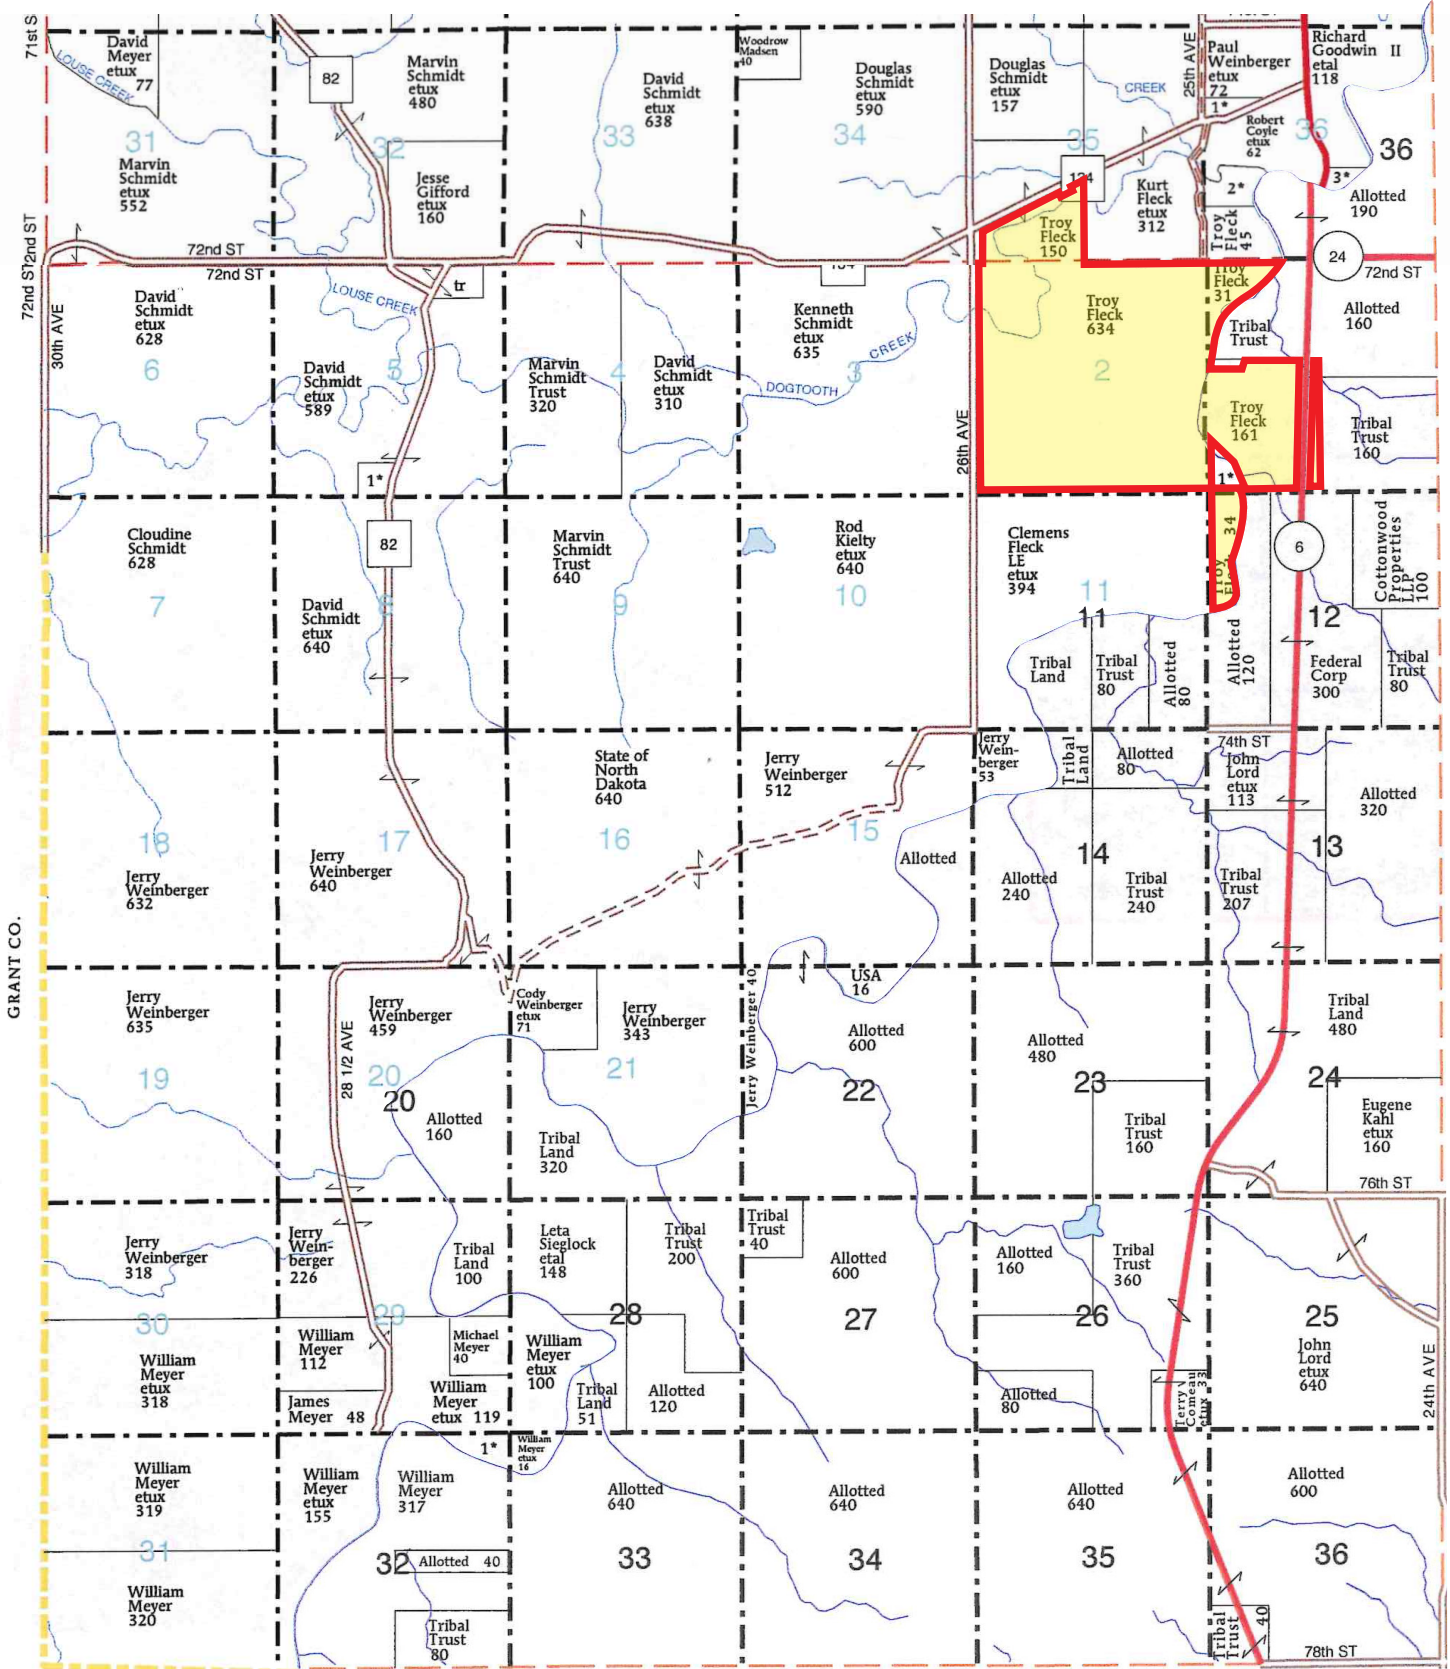 71st S
David
Meyer
etux
77
LOUSE CREEK
31
Marvin
Schmidt
552
etux
82
Marvin
Schmidt
etux
480
32
Jesse
Gifford
etux
160
33
David
Schmidt
etux
638
Woodrow
Madsen
40
Douglas
Schmidt
etux
590
34
Douglas
Schmidt
etux
157
CREEK
35
134
Kurt
Fleck
etux
312
Troy
Fleck
150
25th AVE
Paul
Weinberger
etux
72
1*
Robert
Coyle
etux
62
2*
Troy
Fleck
45
Richard
Goodwin II
etal
118
36
36
3*
Allotted
190
24
72nd ST
72nd ST
72nd ST
72nd ST
72nd ST
30th AVE
David
Schmidt
etux
628
6
LOUSE CREEK
tr
David
Schmidt
etux
589
5
1*
Marvin
Schmidt
Trust
320
4
David
Schmidt
etux
310
Kenneth
Schmidt
etux
635
3
DOGTOOTH
CREEK
26th AVE
Troy
Fleck
634
2
Troy
Fleck
31
Tribal
Trust
Troy
Fleck
161
1*
Allotted
160
Tribal
Trust
160
Cloudine
Schmidt
628
7
82
David
Schmidt
etux
640
8
Marvin
Schmidt
Trust
640
9
Rod
Kielty
etux
640
10
Clemens
Fleck
LE
etux
394
11
11
Tribal
Land
Tribal
Trust
80
Allotted
80
Troy
Fleck
34
Allotted
120
6
12
Federal
Corp
300
Cottonwood
Properties
LLP
100
Tribal
Trust
80
18
Jerry
Weinberger
632
17
Jerry
Weinberger
640
State of
North
Dakota
640
16
Jerry
Weinberger
512
15
Allotted
Jerry
Wein-
berger
53
Tribal
Land
Allotted
80
14
Allotted
240
Tribal
Trust
240
74th ST
John
Lord
etux
113
Allotted
320
13
Tribal
Trust
207
GRANT CO.
Jerry
Weinberger
635
19
28 1/2 AVE
Jerry
Weinberger
459
20
20
Allotted
160
Cody
Weinberger
etux
71
Jerry
Weinberger
343
21
Tribal
Land
320
Jerry Weinberger 40
USA
16
Allotted
600
22
Allotted
480
23
Tribal
Trust
160
Tribal
Land
480
24
Eugene
Kahl
etux
160
76th ST
Jerry
Weinberger
318
30
William
Meyer
etux
318
Jerry
Wein-
berger
226
Tribal
Land
100
29
William
Meyer
112
Michael
Meyer
40
James
Meyer 48
William
Meyer
etux 119
Leta
Sieglock
etal
148
Tribal
Trust
200
28
William
Meyer
etux
100
Tribal
Land
51
Allotted
120
Tribal
Trust
40
Allotted
600
27
Allotted
160
Tribal
Trust
360
26
Allotted
80
Terry
Comeau
etux 33
25
John
Lord
etux
640
24th AVE
William
Meyer
etux
319
31
William
Meyer
320
William
Meyer
etux
155
William
Meyer
317
1*
32
Allotted 40
Tribal
Trust
80
William
Meyer
etux
16
Allotted
640
33
Allotted
640
34
Allotted
640
35
Allotted
600
36
Tribal
Trust
40
78th ST